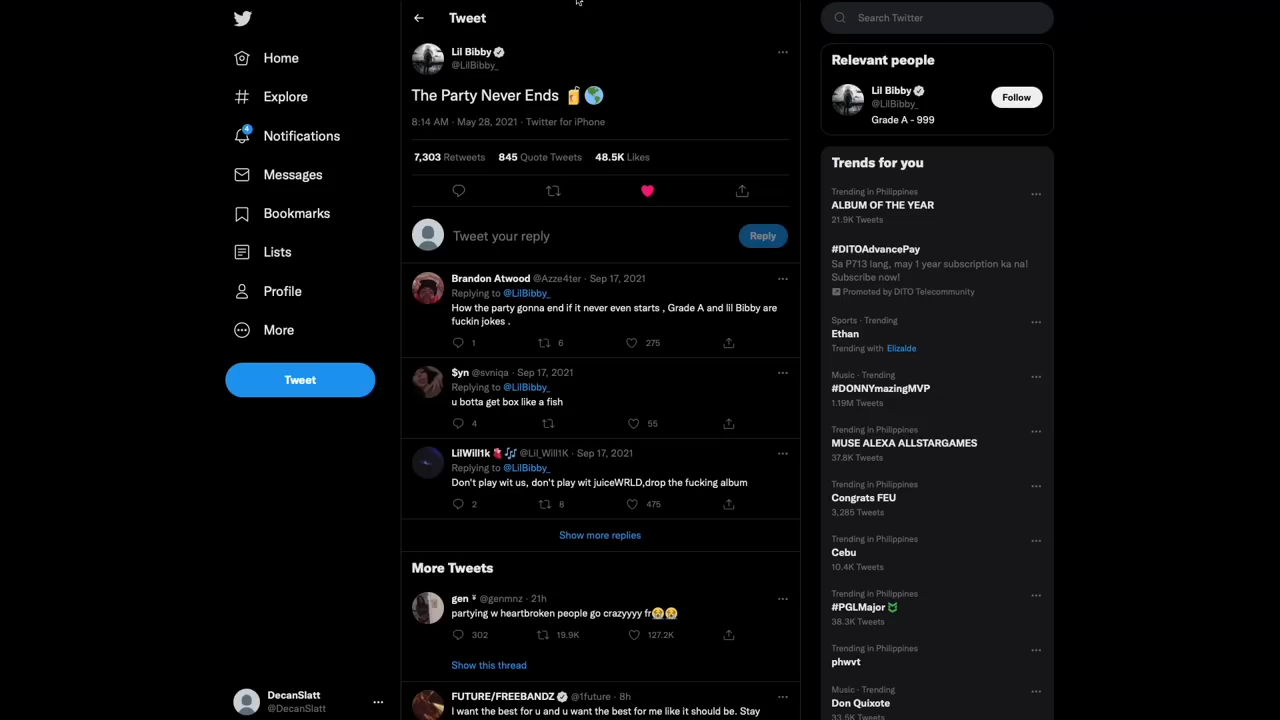 Home
Explore
4
Notifications
Messages
Bookmarks
Lists
Profile
More
Tweet
DecanSlatt
@DecanSlatt
Tweet
Lil Bibby
@LilBibby_
The Party Never Ends 🧃🌎
8:14 AM · May 28, 2021 · Twitter for iPhone
7,303 Retweets 845 Quote Tweets 48.5K Likes
Tweet your reply
Reply
Brandon Atwood @Azze4ter · Sep 17, 2021
Replying to @LilBibby_
How the party gonna end if it never even starts , Grade A and lil Bibby are
fuckin jokes .
1 6 275
$yn @svniqa · Sep 17, 2021
Replying to @LilBibby_
u botta get box like a fish
4 55
LilWill1k @Lil_Will1K · Sep 17, 2021
Replying to @LilBibby_
Don't play wit us, don't play wit juiceWRLD,drop the fucking album
2 8 475
Show more replies
More Tweets
gen @genmnz · 21h
partying w heartbroken people go crazyyyy fr😭😭
302 19.9K 127.2K
Show this thread
FUTURE/FREEBANDZ @1future · 8h
I want the best for u and u want the best for me like it should be. Stay
Search Twitter
Relevant people
Lil Bibby
@LilBibby_
Follow
Grade A - 999
Trends for you
Trending in Philippines
ALBUM OF THE YEAR
21.9K Tweets
#DITOAdvancePay
Sa P713 lang, may 1 year subscription ka na!
Subscribe now!
Promoted by DITO Telecommunity
Sports · Trending
Ethan
Trending with Elizalde
Music · Trending
#DONNYmazingMVP
1.19M Tweets
Trending in Philippines
MUSE ALEXA ALLSTARGAMES
37.8K Tweets
Trending in Philippines
Congrats FEU
3,285 Tweets
Trending in Philippines
Cebu
10.4K Tweets
Trending in Philippines
#PGLMajor
38.3K Tweets
Trending in Philippines
phwvt
Music · Trending
Don Quixote
33.5K Tweets